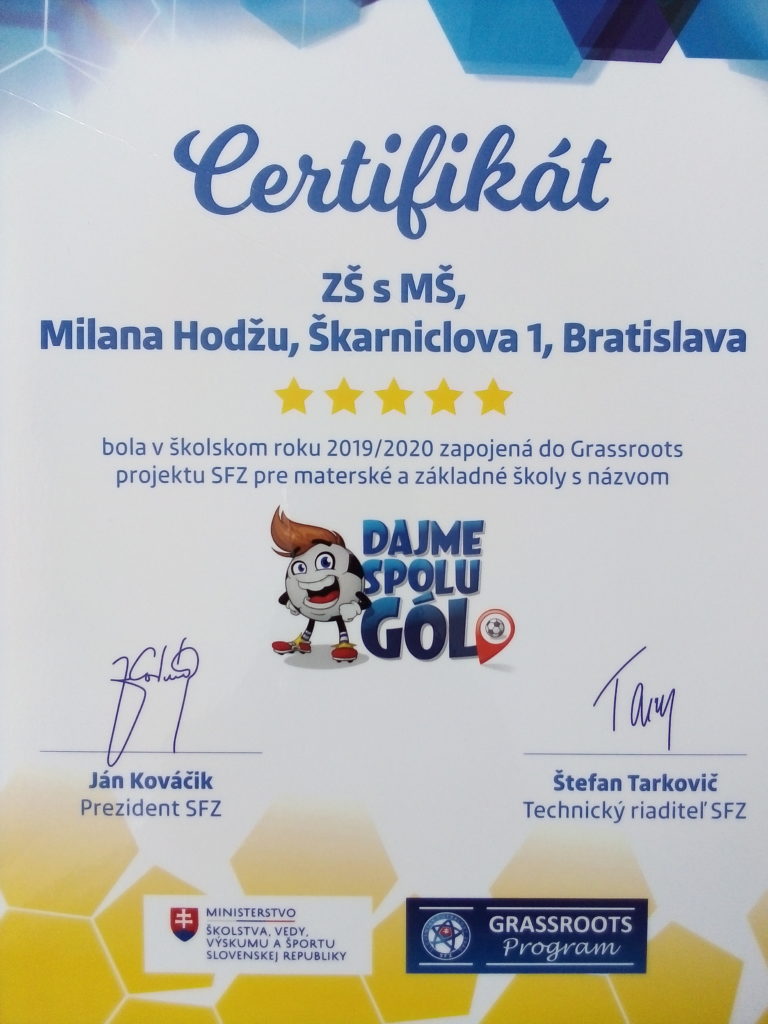 Certifikát
ZŠ s MŠ,
Milana Hodžu, Škarniclova 1, Bratislava
bola v školskom roku 2019/2020 zapojená do Grassroots
projektu SFZ pre materské a základné školy s názvom
DAJME
SPOLU
GÓL
Ján Kováčik
Prezident SFZ
Štefan Tarkovič
Technický riaditeľ SFZ
MINISTERSTVO
ŠKOLSTVA, VEDY,
VÝSKUMU A ŠPORTU
SLOVENSKEJ REPUBLIKY
GRASSROOTS
Program